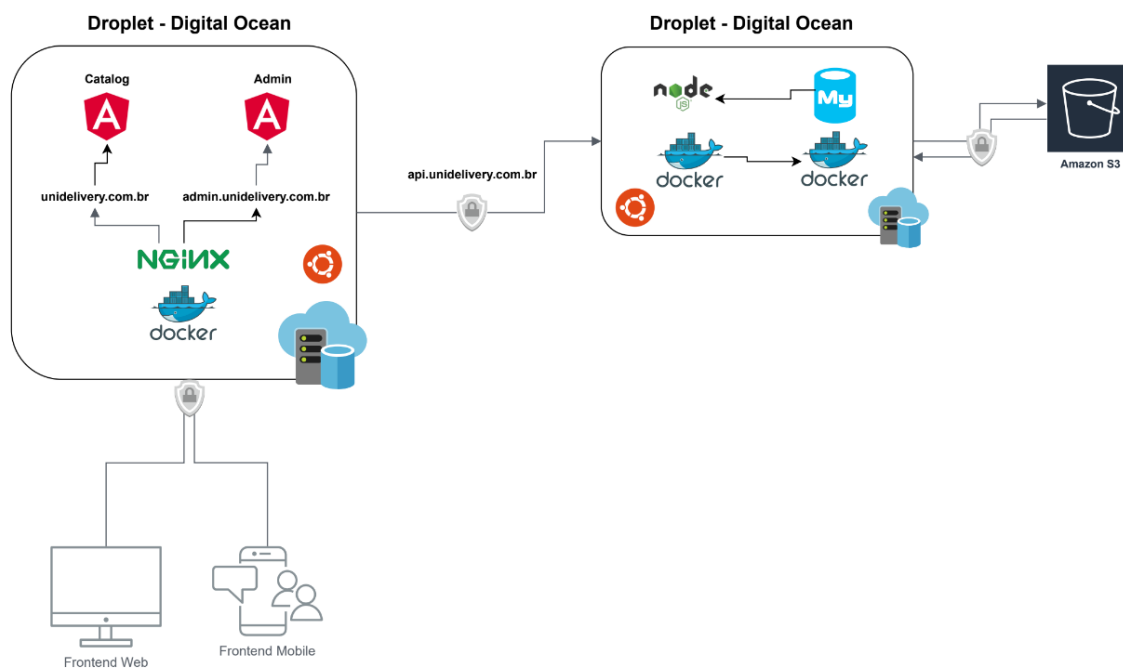 Droplet - Digital Ocean
Catalog
Admin
unidelivery.com.br
admin.unidelivery.com.br
NGiNX
docker
Droplet - Digital Ocean
node
JS
My
docker
docker
api.unidelivery.com.br
Amazon S3
Frontend Web
Frontend Mobile